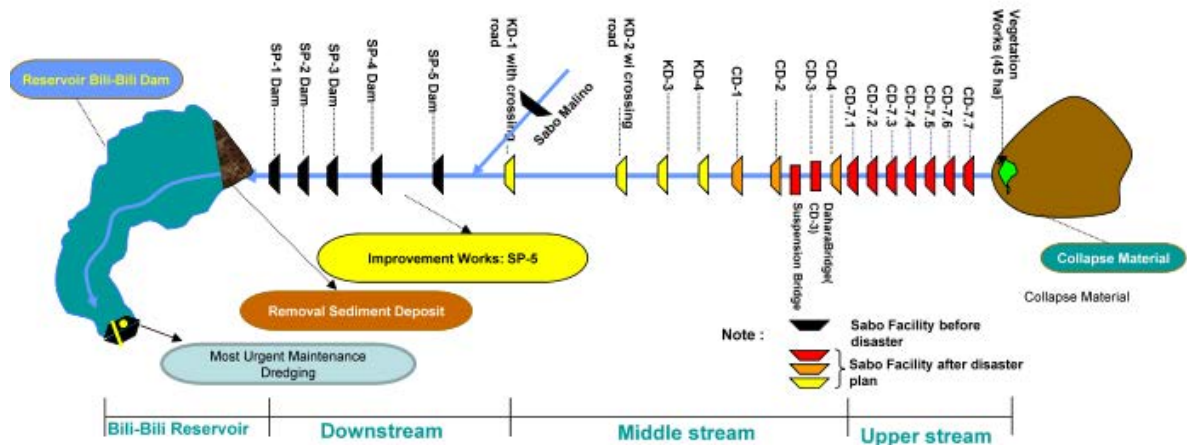 Reservoir Bili-Bili Dam
SP-1 Dam
SP-2 Dam
SP-3 Dam
SP-4 Dam
SP-5 Dam
KD-1 with crossing
road
Sabo Malino
KD-2 w/ crossing
road
KD-3
KD-4
CD-1
CD-2
CD-3
CD-4
CD-7.1
CD-7.2
CD-7.3
CD-7.4
CD-7.5
CD-7.6
CD-7.7
Vegetation
Works (45 ha)
Suspension Bridge
DaharaBridge(
CD-3)
Improvement Works: SP-5
Removal Sediment Deposit
Most Urgent Maintenance
Dredging
Collapse Material
Collapse Material
Note :
Sabo Facility before
disaster
Sabo Facility after disaster
plan
Bili-Bili Reservoir
Downstream
Middle stream
Upper stream